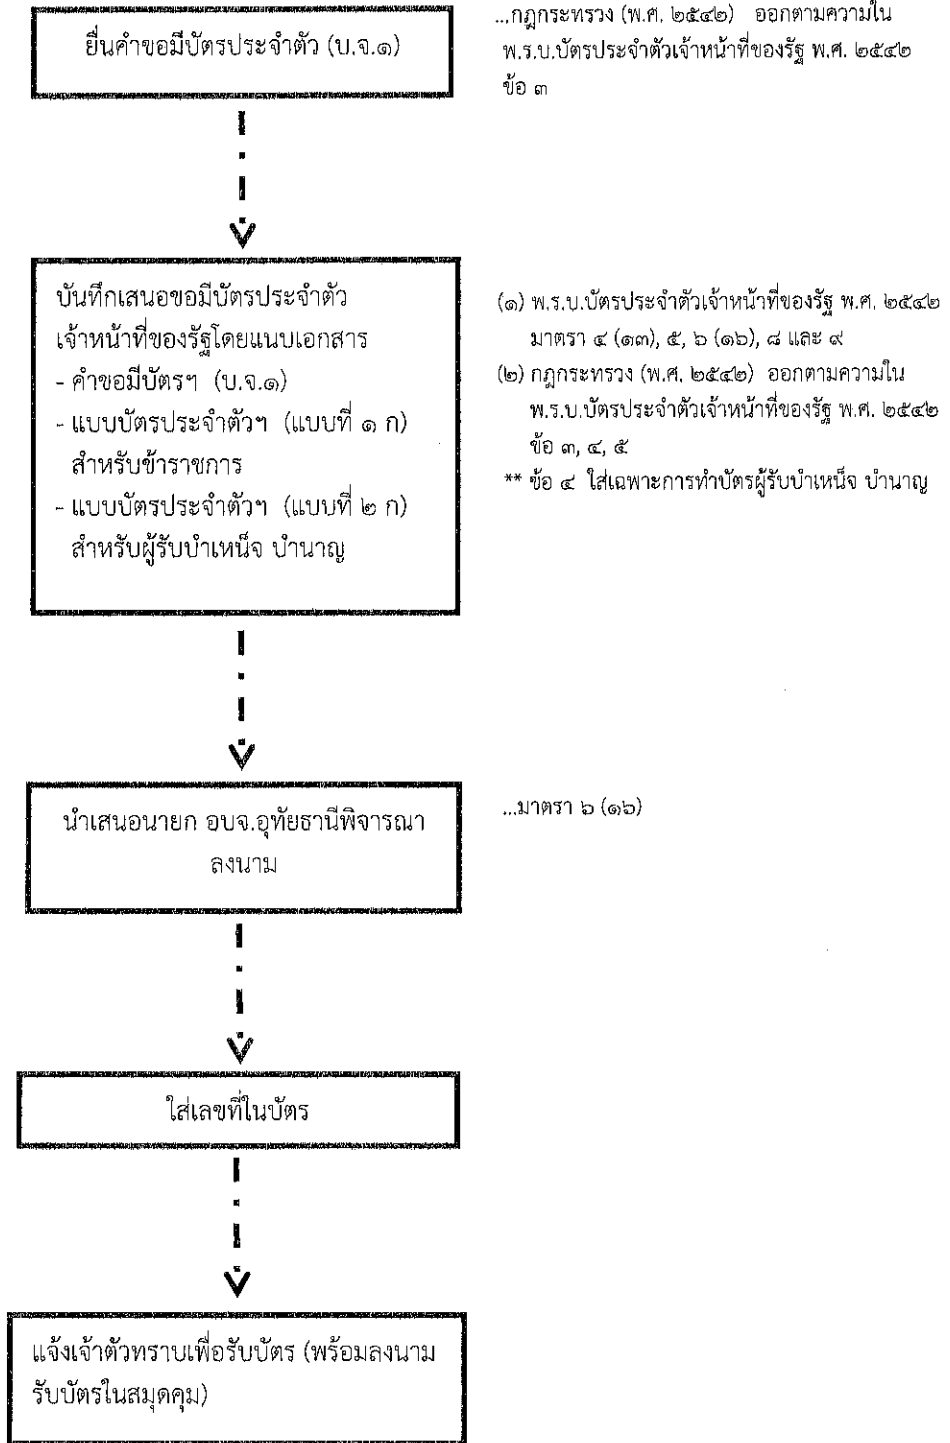 ยื่นคำขอมีบัตรประจำตัว (บ.จ.๑)
...กฎกระทรวง (พ.ศ. ๒๕๔๒) ออกตามความใน
พ.ร.บ.บัตรประจำตัวเจ้าหน้าที่ของรัฐ พ.ศ. ๒๕๔๒
ข้อ ๓
บันทึกเสนอขอมีบัตรประจำตัว
เจ้าหน้าที่ของรัฐโดยแนบเอกสาร
- คำขอมีบัตรฯ (บ.จ.๑)
- แบบบัตรประจำตัวฯ (แบบที่ ๑ ก)
สำหรับข้าราชการ
- แบบบัตรประจำตัวฯ (แบบที่ ๒ ก)
สำหรับผู้รับบำเหน็จ บำนาญ
(๑) พ.ร.บ.บัตรประจำตัวเจ้าหน้าที่ของรัฐ พ.ศ. ๒๕๔๒
มาตรา ๔ (๑๓), ๕, ๖ (๑๖), ๘ และ ๙
(๒) กฎกระทรวง (พ.ศ. ๒๕๔๒) ออกตามความใน
พ.ร.บ.บัตรประจำตัวเจ้าหน้าที่ของรัฐ พ.ศ. ๒๕๔๒
ข้อ ๓, ๔, ๕
** ข้อ ๔ ใส่เฉพาะการทำบัตรผู้รับบำเหน็จ บำนาญ
นำเสนอนายก อบจ.อุทัยธานีพิจารณา
ลงนาม
...มาตรา ๖ (๑๖)
ใส่เลขที่ในบัตร
แจ้งเจ้าตัวทราบเพื่อรับบัตร (พร้อมลงนาม
รับบัตรในสมุดคุม)